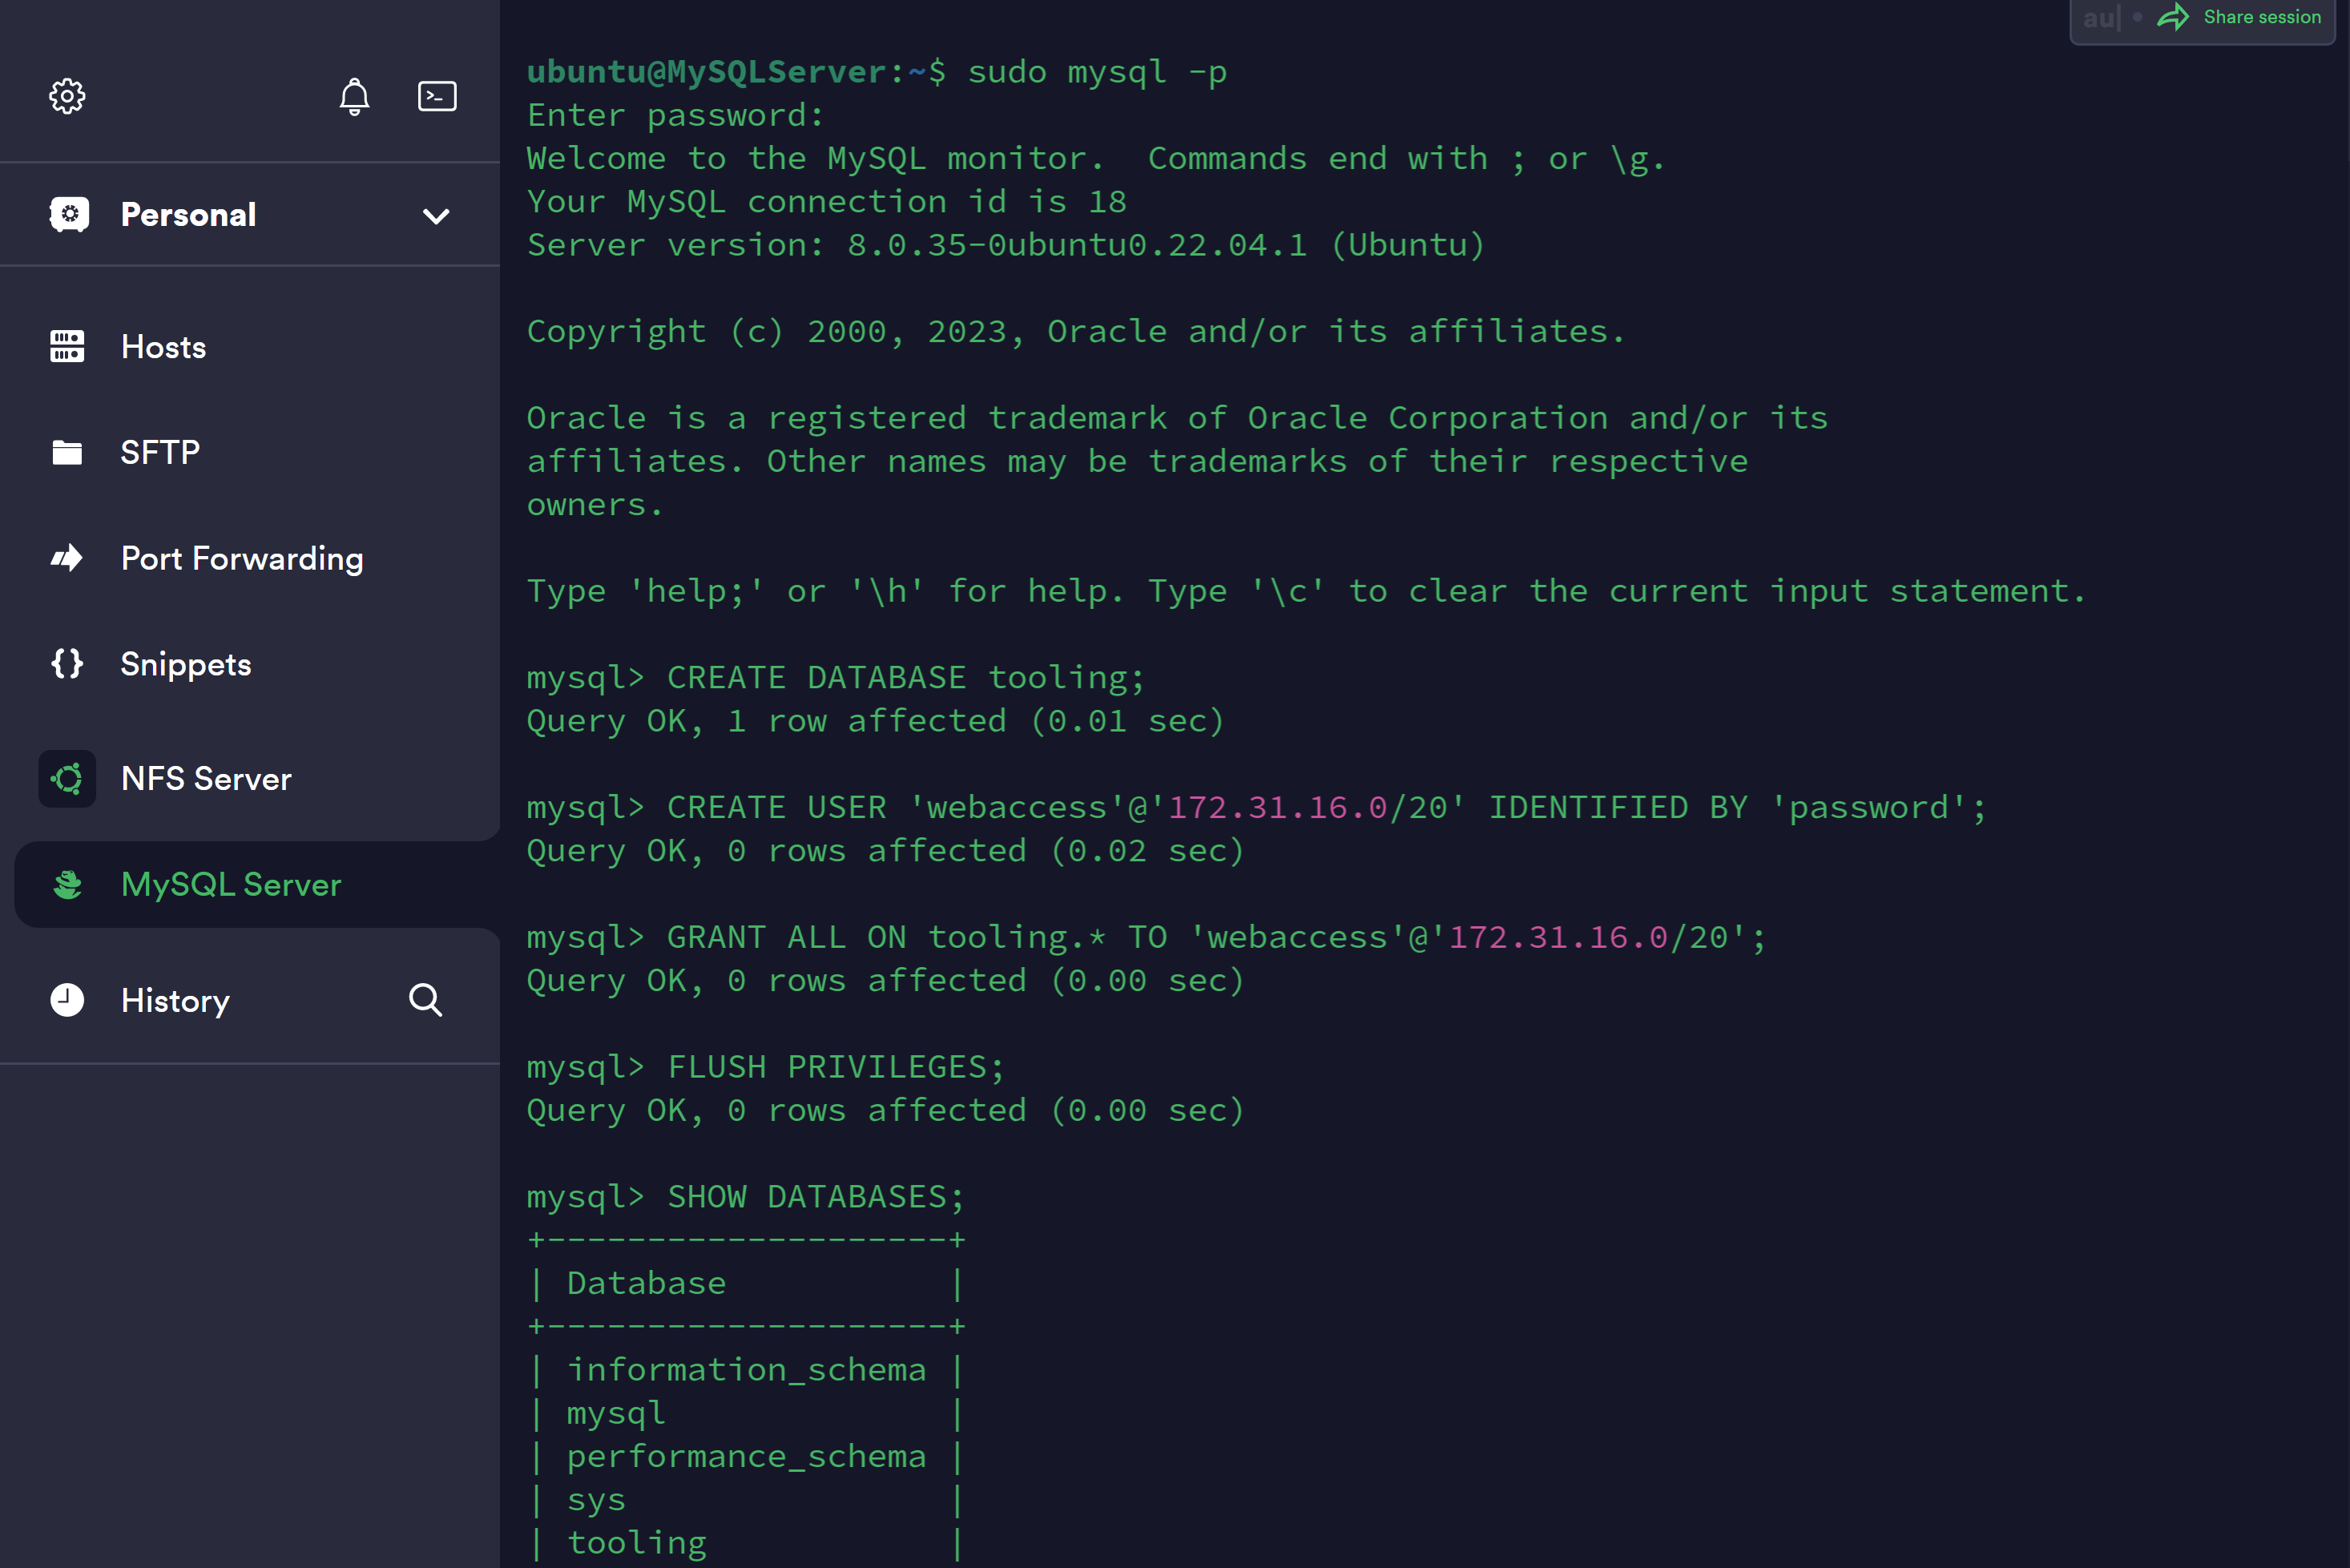 Personal
Hosts
SFTP
Port Forwarding
Snippets
NFS Server
MySQL Server
History
au
Share session
ubuntu@MySQLServer:~$ sudo mysql -p
Enter password:
Welcome to the MySQL monitor.  Commands end with ; or \g.
Your MySQL connection id is 18
Server version: 8.0.35-0ubuntu0.22.04.1 (Ubuntu)
Copyright (c) 2000, 2023, Oracle and/or its affiliates.
Oracle is a registered trademark of Oracle Corporation and/or its
affiliates. Other names may be trademarks of their respective
owners.
Type 'help;' or '\h' for help. Type '\c' to clear the current input statement.
mysql> CREATE DATABASE tooling;
Query OK, 1 row affected (0.01 sec)
mysql> CREATE USER 'webaccess'@'172.31.16.0/20' IDENTIFIED BY 'password';
Query OK, 0 rows affected (0.02 sec)
mysql> GRANT ALL ON tooling.* TO 'webaccess'@'172.31.16.0/20';
Query OK, 0 rows affected (0.00 sec)
mysql> FLUSH PRIVILEGES;
Query OK, 0 rows affected (0.00 sec)
mysql> SHOW DATABASES;
+--------------------+
| Database           |
+--------------------+
| information_schema |
| mysql              |
| performance_schema |
| sys                |
| tooling            |